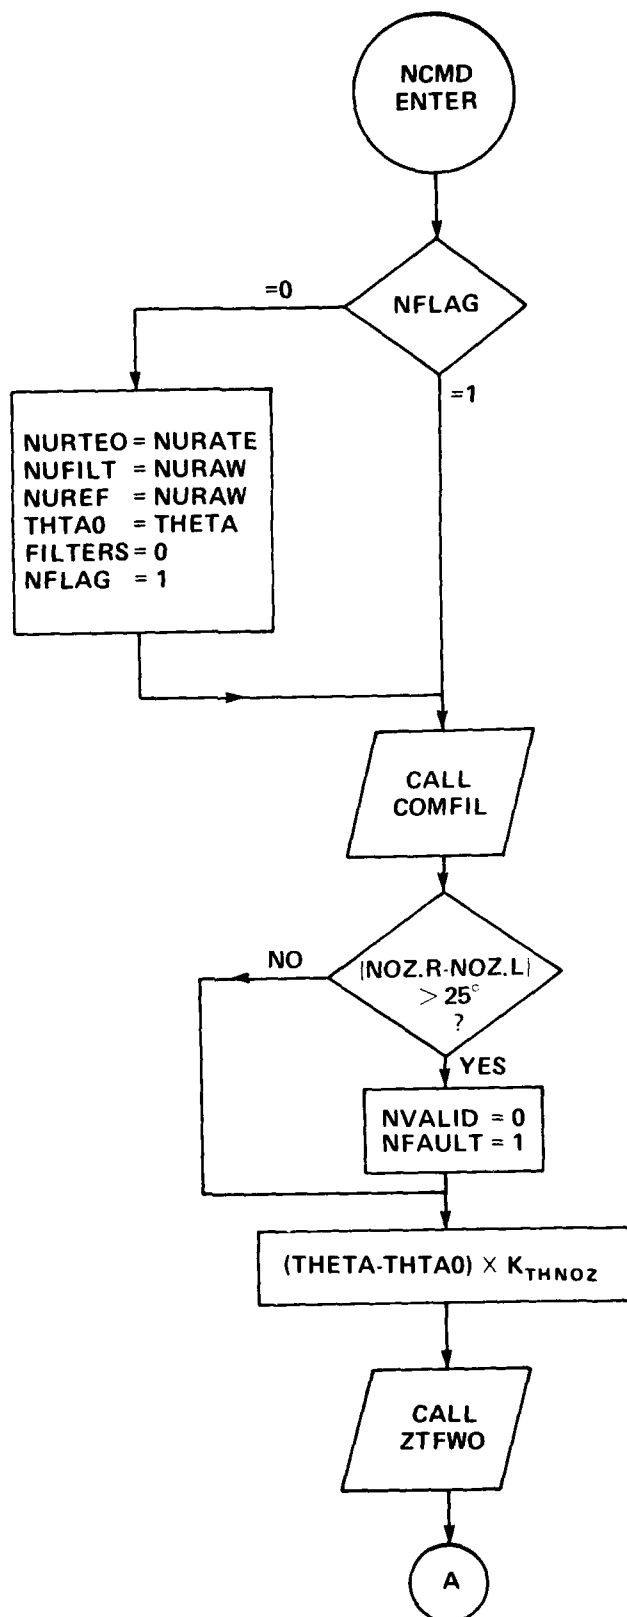 NCMD
ENTER
NFLAG
=0
=1
NURTEO = NURATE
NUFILT = NURAW
NUREF = NURAW
THTA0 = THETA
FILTERS = 0
NFLAG = 1
CALL
COMFIL
|NOZ.R-NOZ.L|
> 25°
?
NO
YES
NVALID = 0
NFAULT = 1
(THETA-THTA0) × K_THNOZ
CALL
ZTFWO
A